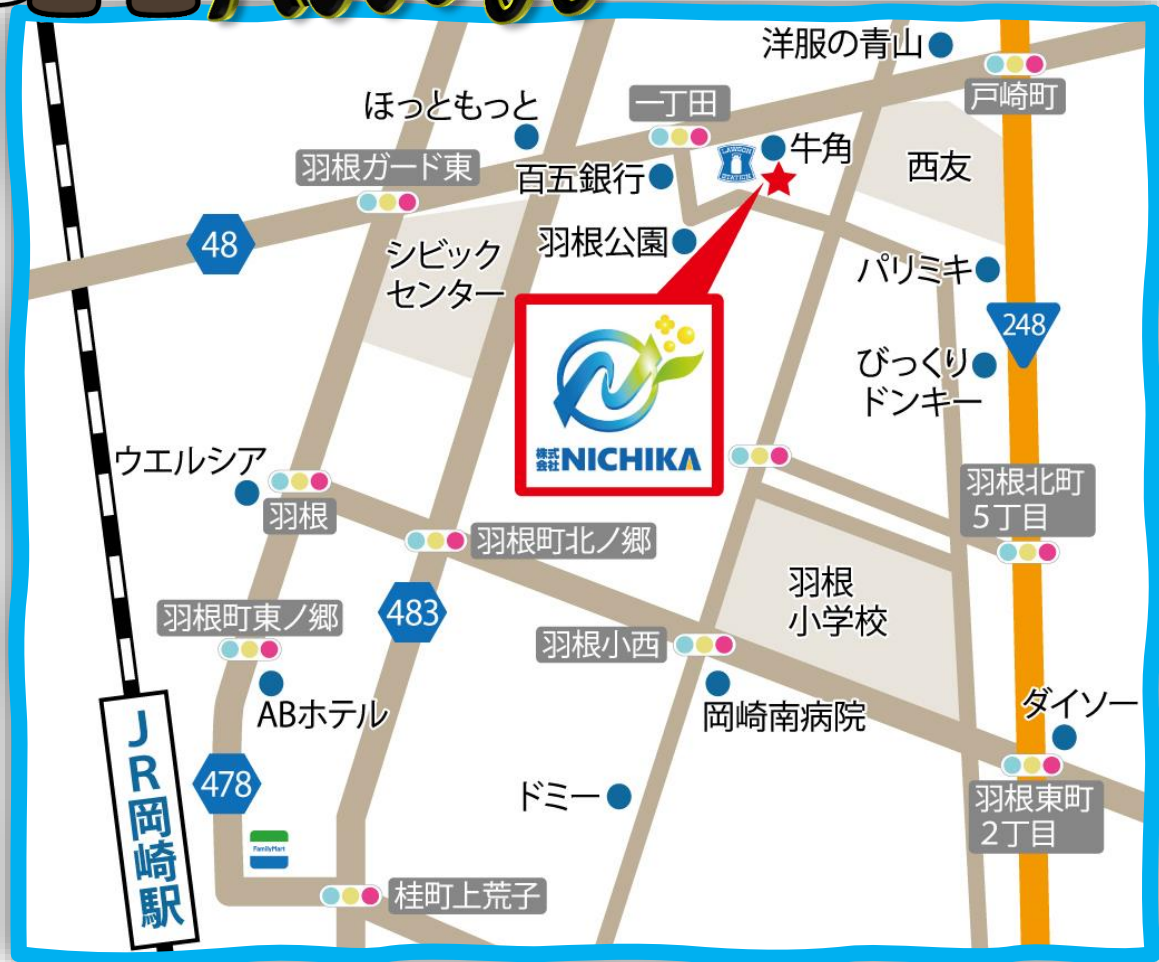 洋服の青山
戸崎町
ほっともっと
一丁田
LAWSON
STATION
牛角
西友
羽根ガード東
百五銀行
48
シビック
センター
羽根公園
パリミキ
248
びっくり
ドンキー
株式
会社NICHIKA
ウエルシア
羽根
羽根町北ノ郷
羽根北町
5丁目
483
羽根町東ノ郷
羽根
小学校
羽根小西
ABホテル
岡崎南病院
ダイソー
JR岡崎駅
478
ドミー
羽根東町
2丁目
FamilyMart
桂町上荒子